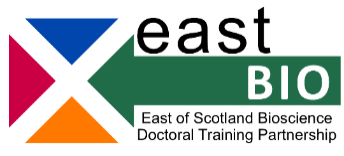 east
BIO
East of Scotland Bioscience
Doctoral Training Partnership